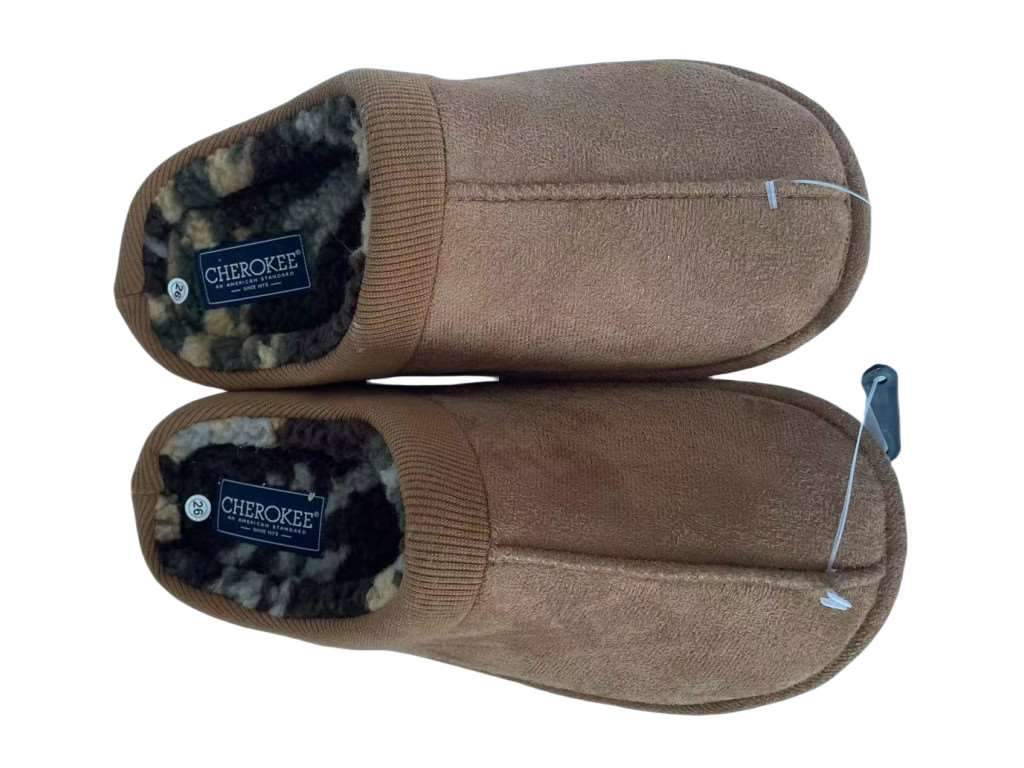 CHEROKEE®
AN AMERICAN STANDARD
SINCE 1973
26
CHEROKEE®
AN AMERICAN STANDARD
SINCE 1973
26